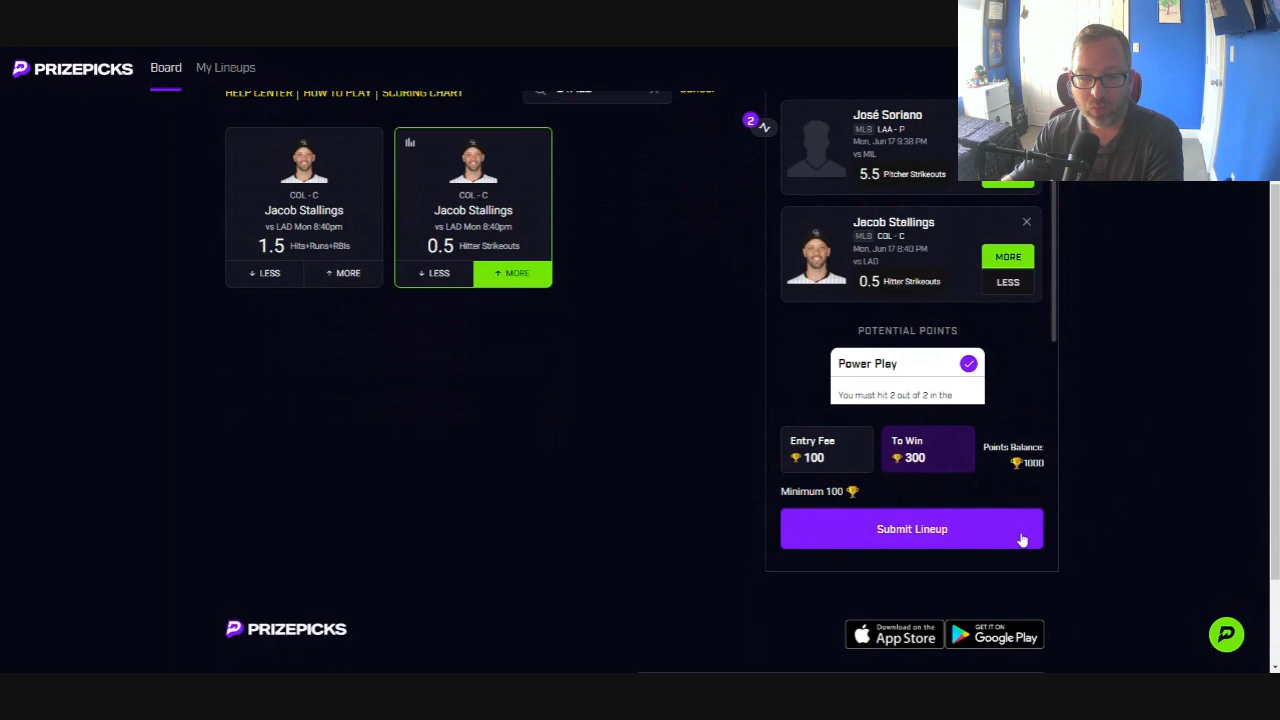 PRIZEPICKS
Board
My Lineups
HELP CENTER | HOW TO PLAY | SCORING CHART
COL - C
Jacob Stallings
vs LAD Mon 8:40pm
1.5 Hits+Runs+RBIs
↓ LESS
↑ MORE
COL - C
Jacob Stallings
vs LAD Mon 8:40pm
0.5 Hitter Strikeouts
↓ LESS
↑ MORE
2
José Soriano
MLB LAA - P
Mon, Jun 17 9:38 PM
vs MIL
5.5 Pitcher Strikeouts
Jacob Stallings
MLB COL - C
Mon, Jun 17 8:40 PM
vs LAD
0.5 Hitter Strikeouts
MORE
LESS
POTENTIAL POINTS
Power Play
You must hit 2 out of 2 in the
Entry Fee
100
To Win
300
Points Balance:
1000
Minimum 100
Submit Lineup
PRIZEPICKS
Download on the
App Store
GET IT ON
Google Play